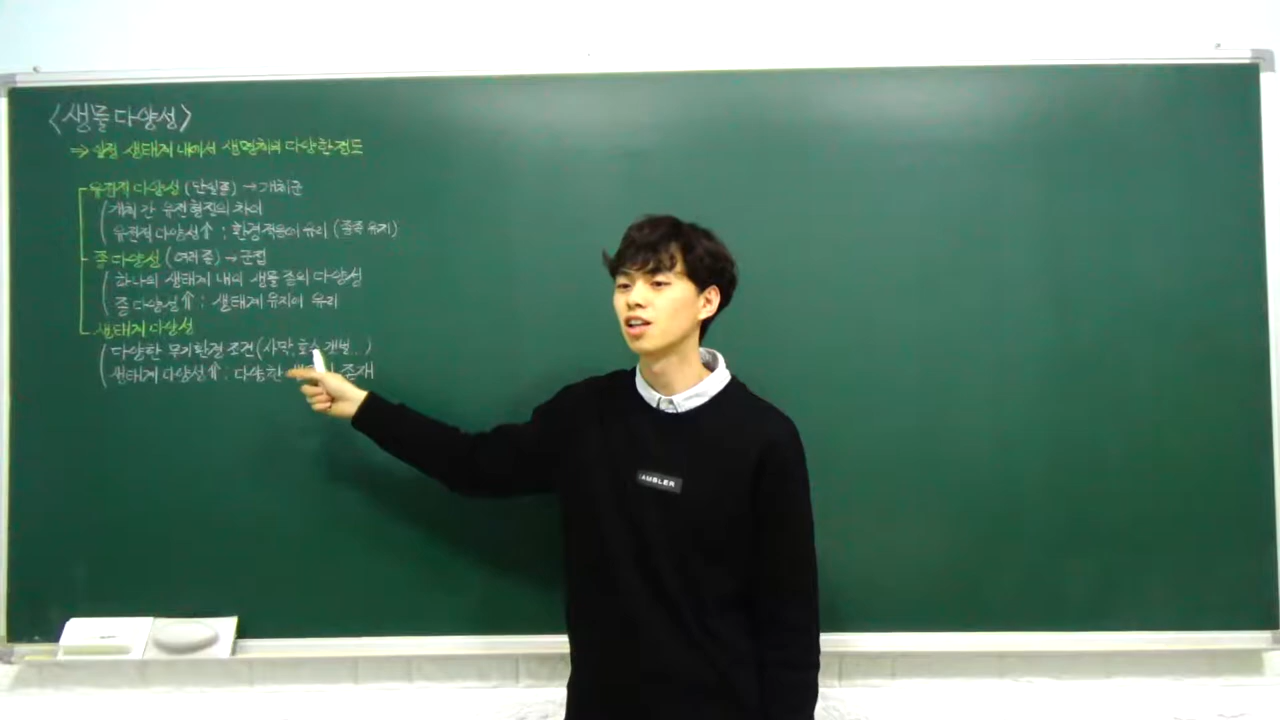 <생물다양성>
⇒ 일정 생태계 내에서 생명체의 다양한 정도
유전적 다양성 (단일종) → 개체군
개체 간 유전형질의 차이
유전적 다양성⇑ : 환경적응에 유리 (종족 유지)
종 다양성 (여러종) → 군집
하나의 생태계 내의 생물 종의 다양성
종 다양성⇑ : 생태계 유지에 유리
생태계 다양성
다양한 무기환경 조건(사막, 호수, 갯벌...)
생태계 다양성⇑ : 다양한 존재
AMBLER